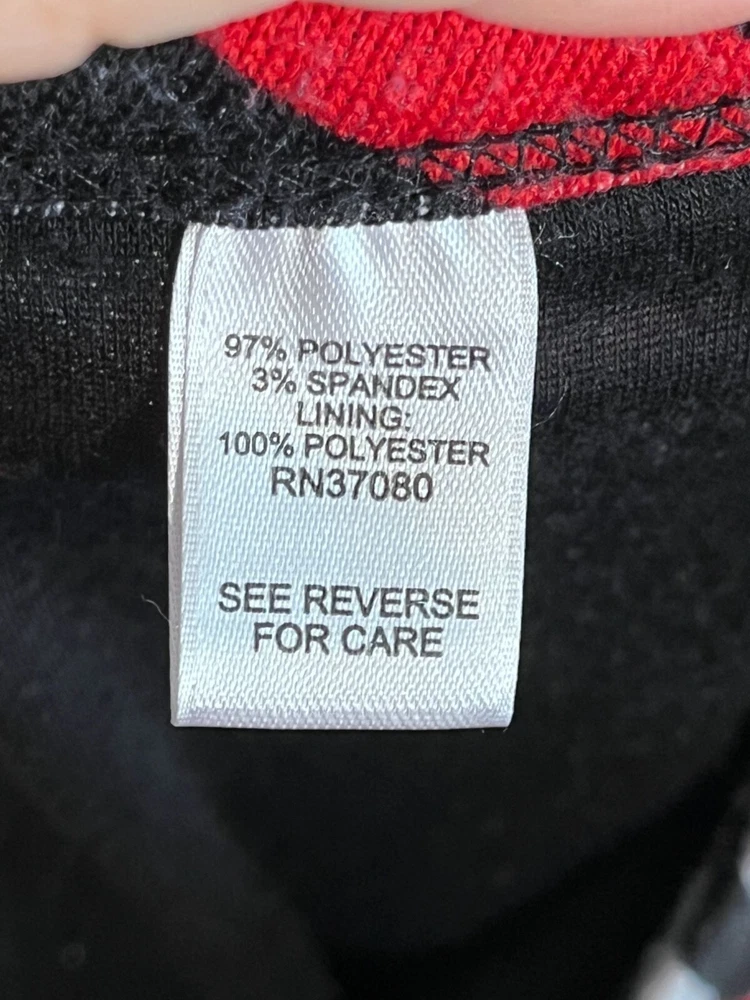 97% POLYESTER
3% SPANDEX
LINING:
100% POLYESTER
RN37080
SEE REVERSE
FOR CARE